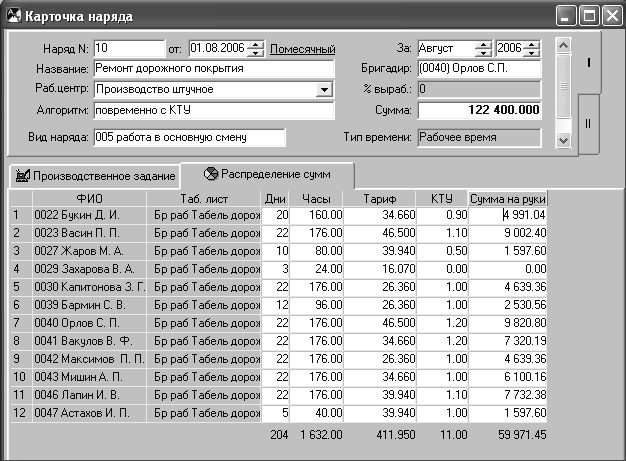 Карточка наряда
Наряд N: 10 от: 01.08.2006 Помесячный За: Август 2006 I
Название: Ремонт дорожного покрытия Бригадир: (0040) Орлов С.П.
Раб.центр: Производство штучное % выраб.: 0
Алгоритм: повременно с КТУ Сумма: 122 400.000 II
Вид наряда: 005 работа в основную смену Тип времени: Рабочее время
Производственное задание Распределение сумм
ФИО Таб. лист Дни Часы Тариф КТУ Сумма на руки
1 0022 Букин Д. И. Бр раб Табель дорож 20 160.00 34.660 0.90 4 991.04
2 0023 Васин П. П. Бр раб Табель дорож 22 176.00 46.500 1.10 9 002.40
3 0027 Жаров М. А. Бр раб Табель дорож 10 80.00 39.940 0.50 1 597.60
4 0029 Захарова В. А. Бр раб Табель дорож 3 24.00 16.070 0.00 0.00
5 0030 Капитонова З. Г. Бр раб Табель дорож 22 176.00 26.360 1.00 4 639.36
6 0039 Бармин С. В. Бр раб Табель дорож 12 96.00 26.360 1.00 2 530.56
7 0040 Орлов С. П. Бр раб Табель дорож 22 176.00 46.500 1.20 9 820.80
8 0041 Вакулов В. Ф. Бр раб Табель дорож 22 176.00 34.660 1.20 7 320.19
9 0042 Максимов П. П. Бр раб Табель дорож 22 176.00 26.360 1.00 4 639.36
10 0043 Мишин А. П. Бр раб Табель дорож 22 176.00 34.660 1.00 6 100.16
11 0046 Лапин И. В. Бр раб Табель дорож 22 176.00 39.940 1.10 7 732.38
12 0047 Астахов И. П. Бр раб Табель дорож 5 40.00 39.940 1.00 1 597.60
204 1 632.00 411.950 11.00 59 971.45